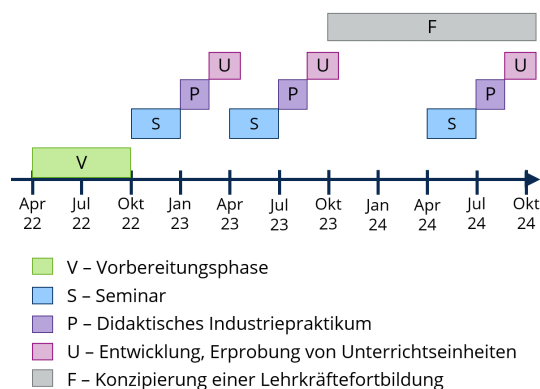 F
U U U
P P P
S S S
V
Apr Jul Okt Jan Apr Jul Okt Jan Apr Jul Okt
22 22 22 23 23 23 23 24 24 24 24
V – Vorbereitungsphase
S – Seminar
P – Didaktisches Industriepraktikum
U – Entwicklung, Erprobung von Unterrichtseinheiten
F – Konzipierung einer Lehrkräftefortbildung